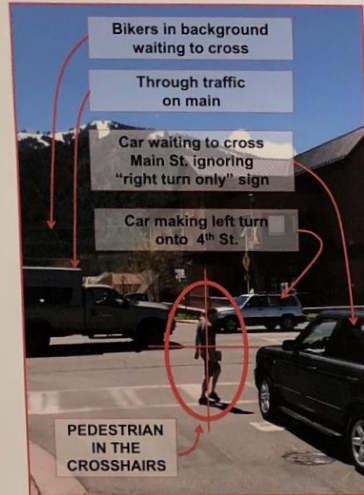 Bikers in background
waiting to cross
Through traffic
on main
Car waiting to cross
Main St. ignoring
“right turn only” sign
Car making left turn
onto 4th St.
PEDESTRIAN
IN THE
CROSSHAIRS